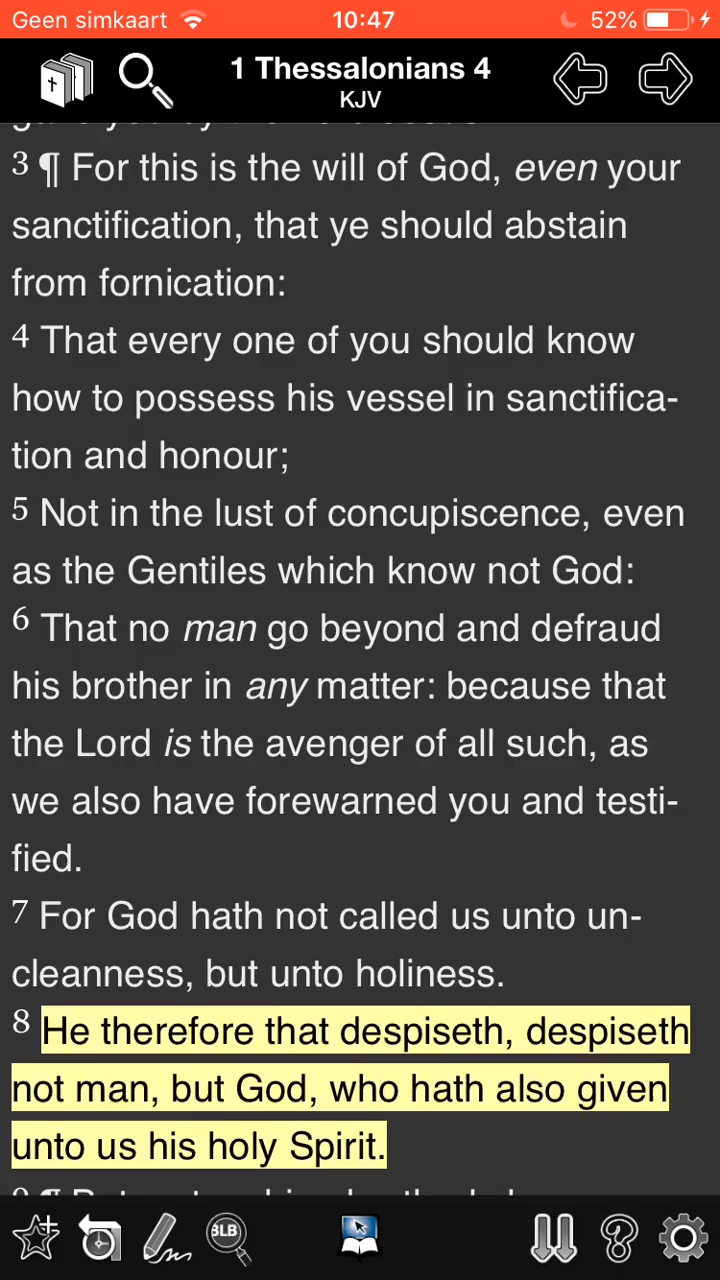 Geen simkaart 10:47 52%
1 Thessalonians 4
KJV
3 ¶ For this is the will of God, even your
sanctification, that ye should abstain
from fornication:
4 That every one of you should know
how to possess his vessel in sanctifica-
tion and honour;
5 Not in the lust of concupiscence, even
as the Gentiles which know not God:
6 That no man go beyond and defraud
his brother in any matter: because that
the Lord is the avenger of all such, as
we also have forewarned you and testi-
fied.
7 For God hath not called us unto un-
cleanness, but unto holiness.
8 He therefore that despiseth, despiseth
not man, but God, who hath also given
unto us his holy Spirit.
BLB